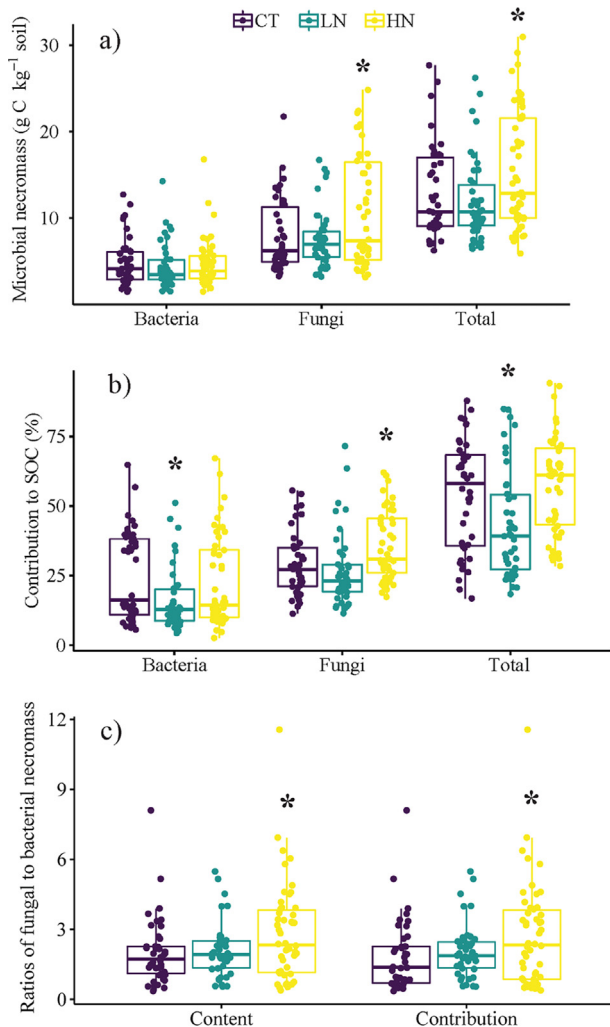 a)
CT LN HN
Microbial necromass (g C kg⁻¹ soil)
30
20
10
*
*
Bacteria Fungi Total
b)
Contribution to SOC (%)
75
50
25
0
*
*
*
Bacteria Fungi Total
c)
Ratios of fungal to bacterial necromass
12
9
6
3
0
*
*
Content Contribution